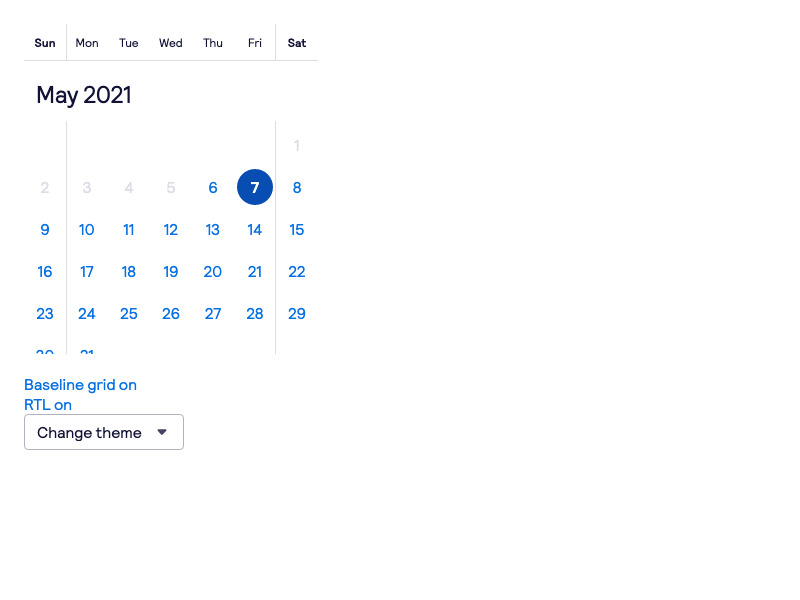 Sun Mon Tue Wed Thu Fri Sat
May 2021
1
2 3 4 5 6 7 8
9 10 11 12 13 14 15
16 17 18 19 20 21 22
23 24 25 26 27 28 29
30 31
Baseline grid on
RTL on
Change theme